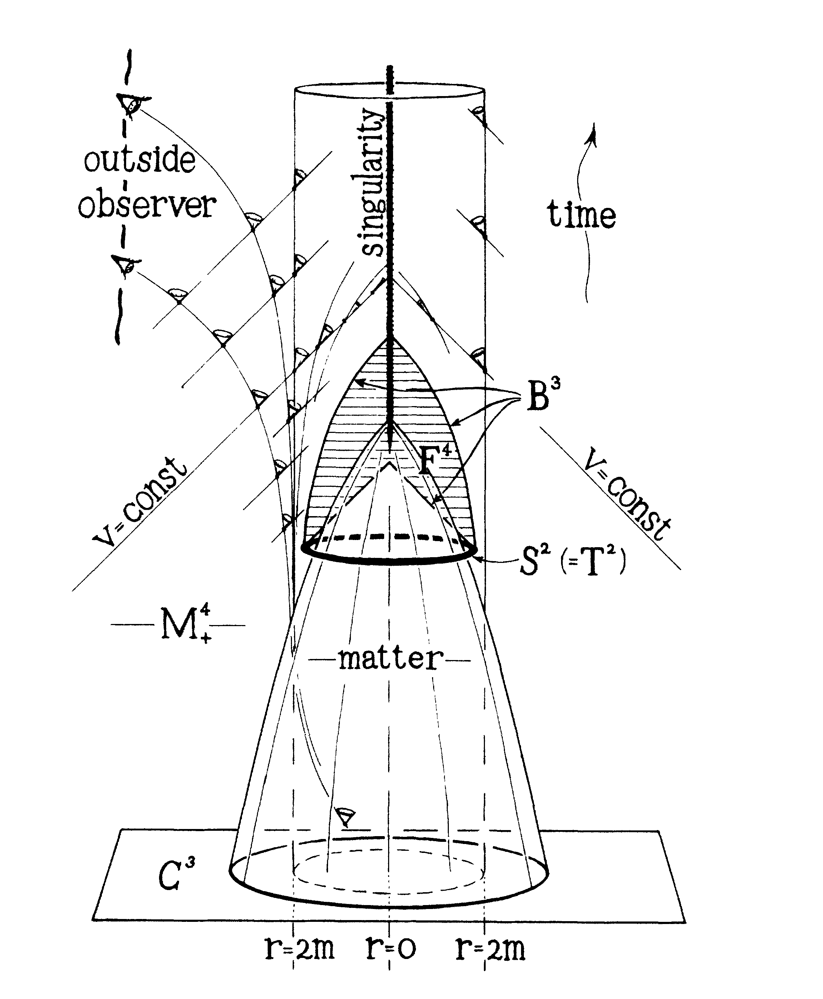 outside
observer
singularity
time
B³
F⁴
v=const
v=const
S² (=T²)
M⁴₊
matter
C³
r=2m r=0 r=2m